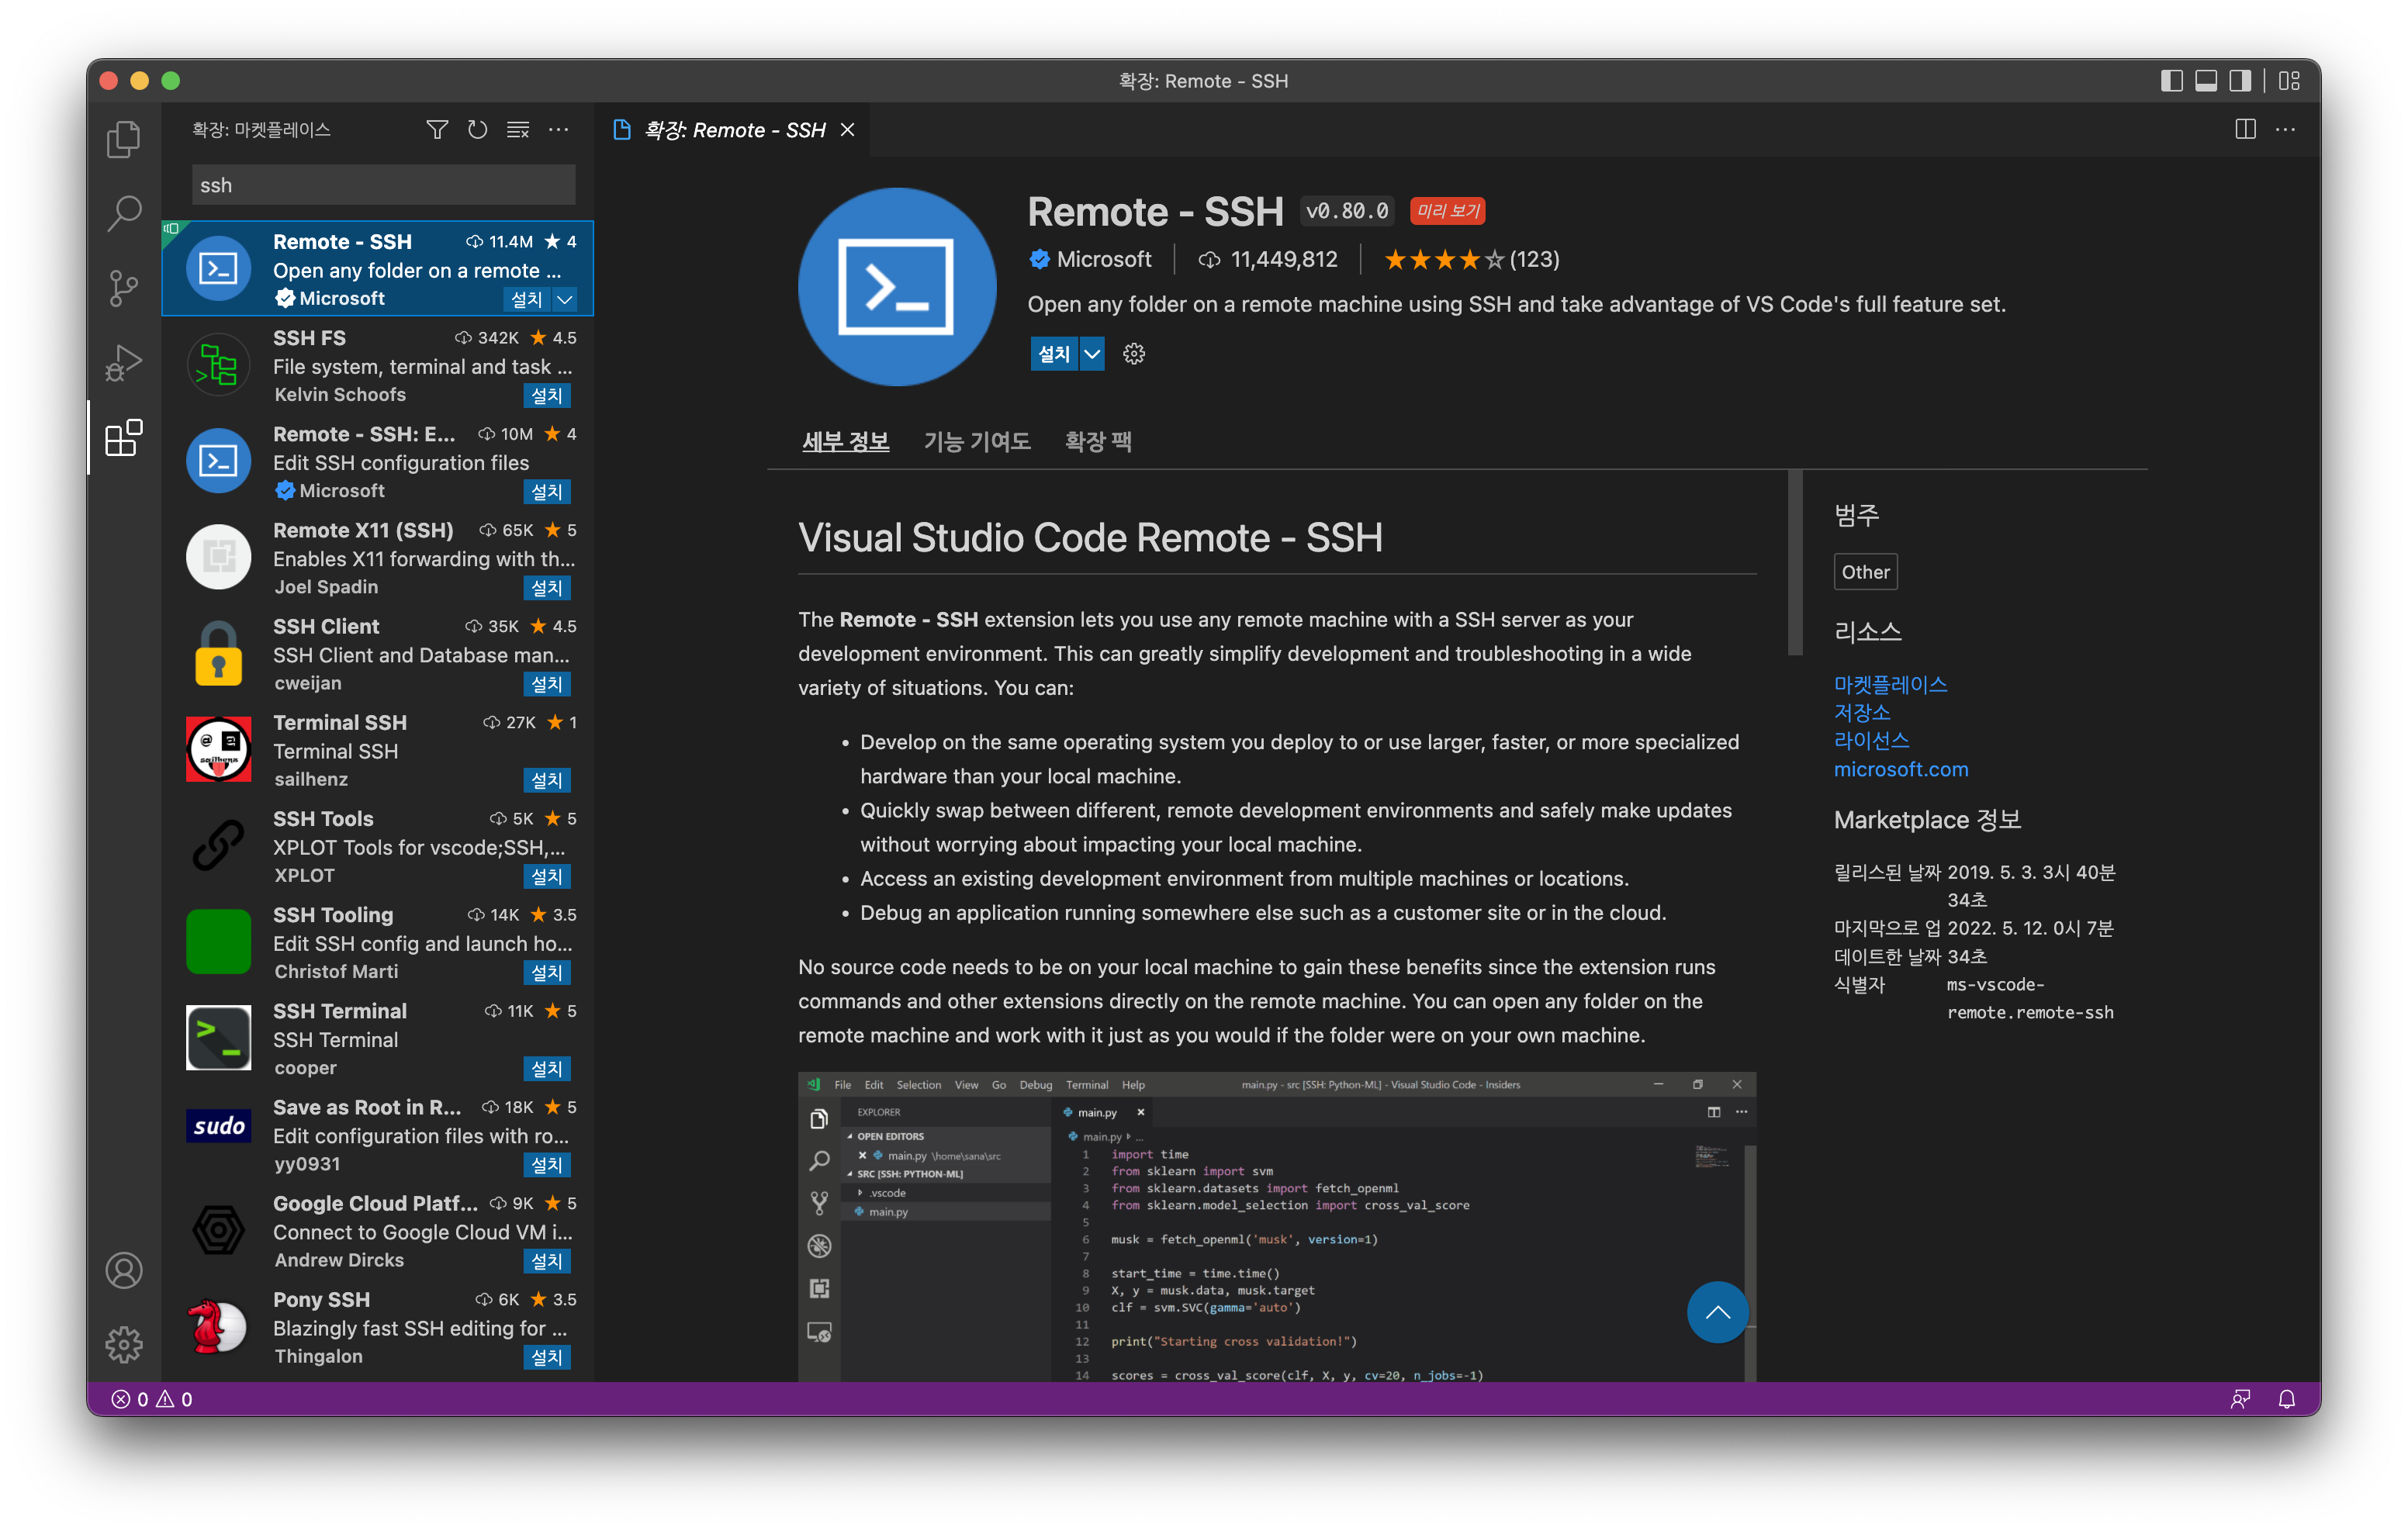 확장: Remote - SSH
확장: 마켓플레이스
ssh
Remote - SSH 11.4M ★ 4
Open any folder on a remote ...
Microsoft 설치
SSH FS 342K ★ 4.5
File system, terminal and task ...
Kelvin Schoofs 설치
Remote - SSH: E... 10M ★ 4
Edit SSH configuration files
Microsoft 설치
Remote X11 (SSH) 65K ★ 5
Enables X11 forwarding with th...
Joel Spadin 설치
SSH Client 35K ★ 4.5
SSH Client and Database man...
cweijan 설치
Terminal SSH 27K ★ 1
Terminal SSH
sailhenz 설치
SSH Tools 5K ★ 5
XPLOT Tools for vscode;SSH,...
XPLOT 설치
SSH Tooling 14K ★ 3.5
Edit SSH config and launch ho...
Christof Marti 설치
SSH Terminal 11K ★ 5
SSH Terminal
cooper 설치
sudo
Save as Root in R... 18K ★ 5
Edit configuration files with ro...
yy0931 설치
Google Cloud Platf... 9K ★ 5
Connect to Google Cloud VM i...
Andrew Dircks 설치
Pony SSH 6K ★ 3.5
Blazingly fast SSH editing for ...
Thingalon 설치
확장: Remote - SSH
Remote - SSH v0.80.0 미리 보기
Microsoft 11,449,812 ★★★★☆(123)
Open any folder on a remote machine using SSH and take advantage of VS Code's full feature set.
설치
세부 정보 기능 기여도 확장 팩
Visual Studio Code Remote - SSH
The Remote - SSH extension lets you use any remote machine with a SSH server as your
development environment. This can greatly simplify development and troubleshooting in a wide
variety of situations. You can:
• Develop on the same operating system you deploy to or use larger, faster, or more specialized
hardware than your local machine.
• Quickly swap between different, remote development environments and safely make updates
without worrying about impacting your local machine.
• Access an existing development environment from multiple machines or locations.
• Debug an application running somewhere else such as a customer site or in the cloud.
No source code needs to be on your local machine to gain these benefits since the extension runs
commands and other extensions directly on the remote machine. You can open any folder on the
remote machine and work with it just as you would if the folder were on your own machine.
File Edit Selection View Go Debug Terminal Help main.py - src [SSH: Python-ML] - Visual Studio Code - Insiders
EXPLORER
OPEN EDITORS
main.py \home\sana\src
SRC [SSH: PYTHON-ML]
.vscode
main.py
main.py
main.py ...
1 import time
2 from sklearn import svm
3 from sklearn.datasets import fetch_openml
4 from sklearn.model_selection import cross_val_score
5
6 musk = fetch_openml('musk', version=1)
7
8 start_time = time.time()
9 X, y = musk.data, musk.target
10 clf = svm.SVC(gamma='auto')
11
12 print("Starting cross validation!")
13
14 scores = cross_val_score(clf, X, y, cv=20, n_jobs=-1)
범주
Other
리소스
마켓플레이스
저장소
라이선스
microsoft.com
Marketplace 정보
릴리스된 날짜 2019. 5. 3. 3시 40분
34초
마지막으로 업 2022. 5. 12. 0시 7분
데이트한 날짜 34초
식별자 ms-vscode-
remote.remote-ssh
0 0